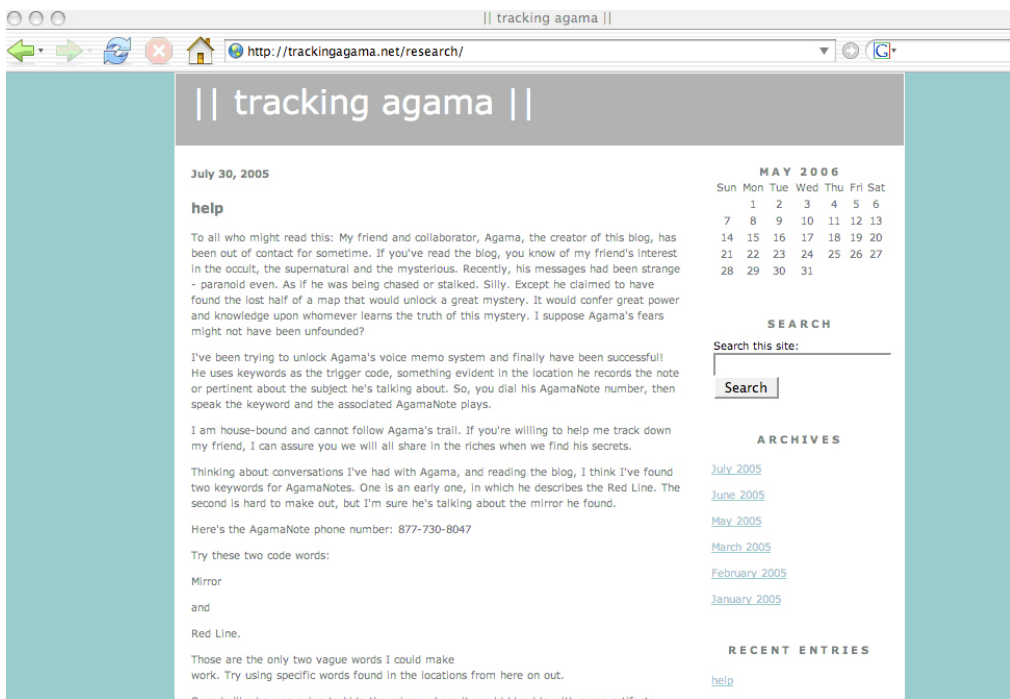 || tracking agama ||
http://trackingagama.net/research/
G
|| tracking agama ||
July 30, 2005
help
To all who might read this: My friend and collaborator, Agama, the creator of this blog, has
been out of contact for sometime. If you've read the blog, you know of my friend's interest
in the occult, the supernatural and the mysterious. Recently, his messages had been strange
- paranoid even. As if he was being chased or stalked. Silly. Except he claimed to have
found the lost half of a map that would unlock a great mystery. It would confer great power
and knowledge upon whomever learns the truth of this mystery. I suppose Agama's fears
might not have been unfounded?
I've been trying to unlock Agama's voice memo system and finally have been successful!
He uses keywords as the trigger code, something evident in the location he records the note
or pertinent about the subject he's talking about. So, you dial his AgamaNote number, then
speak the keyword and the associated AgamaNote plays.
I am house-bound and cannot follow Agama's trail. If you're willing to help me track down
my friend, I can assure you we will all share in the riches when we find his secrets.
Thinking about conversations I've had with Agama, and reading the blog, I think I've found
two keywords for AgamaNotes. One is an early one, in which he describes the Red Line. The
second is hard to make out, but I'm sure he's talking about the mirror he found.
Here's the AgamaNote phone number: 877-730-8047
Try these two code words:
Mirror
and
Red Line.
Those are the only two vague words I could make
work. Try using specific words found in the locations from here on out.
MAY 2006
Sun Mon Tue Wed Thu Fri Sat
1 2 3 4 5 6
7 8 9 10 11 12 13
14 15 16 17 18 19 20
21 22 23 24 25 26 27
28 29 30 31
SEARCH
Search this site:
Search
ARCHIVES
July 2005
June 2005
May 2005
March 2005
February 2005
January 2005
RECENT ENTRIES
help